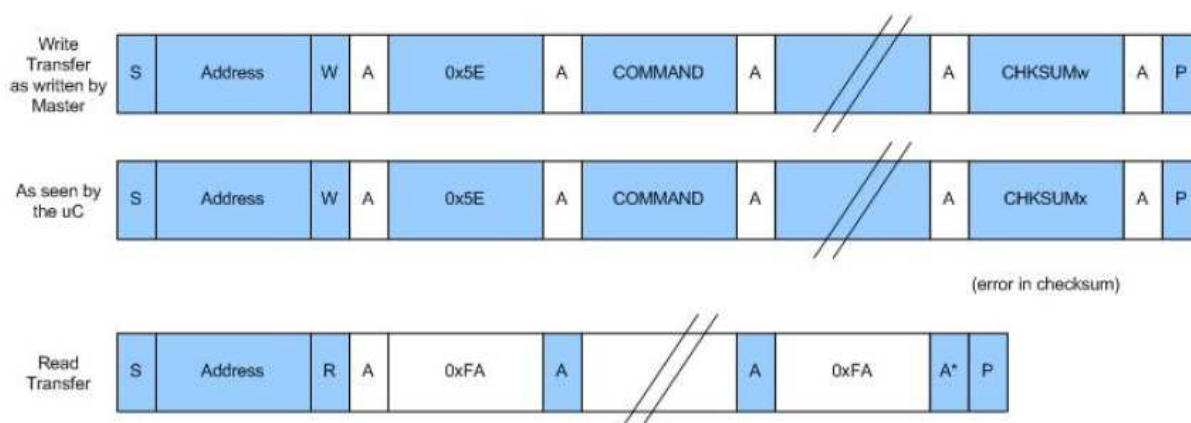 Write
Transfer
as written by
Master
S Address W A 0x5E A COMMAND A A CHKSUMw A P
As seen by
the uC
S Address W A 0x5E A COMMAND A A CHKSUMx A P
(error in checksum)
Read
Transfer
S Address R A 0xFA A A 0xFA A* P